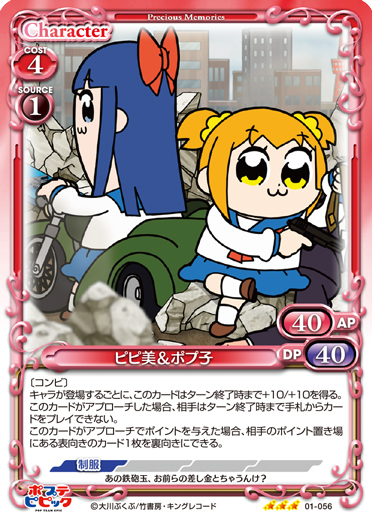 Precious Memories
Character
COST
4
SOURCE
1
40 AP
DP 40
ピピ美&ポプ子
[コンビ]
キャラが登場するごとに、このカードはターン終了時まで+10/+10を得る。
このカードがアプローチした場合、相手はターン終了時まで手札からカー
ドをプレイできない。
このカードがアプローチでポイントを与えた場合、相手のポイント置き場
にある表向きのカード1枚を裏向きにできる。
制服
あの鉄砲玉、お前らの差し金とちゃうんけ?
ポプテピピック
POP TEAM EPIC
©大川ぶくぶ/竹書房・キングレコード
01-056